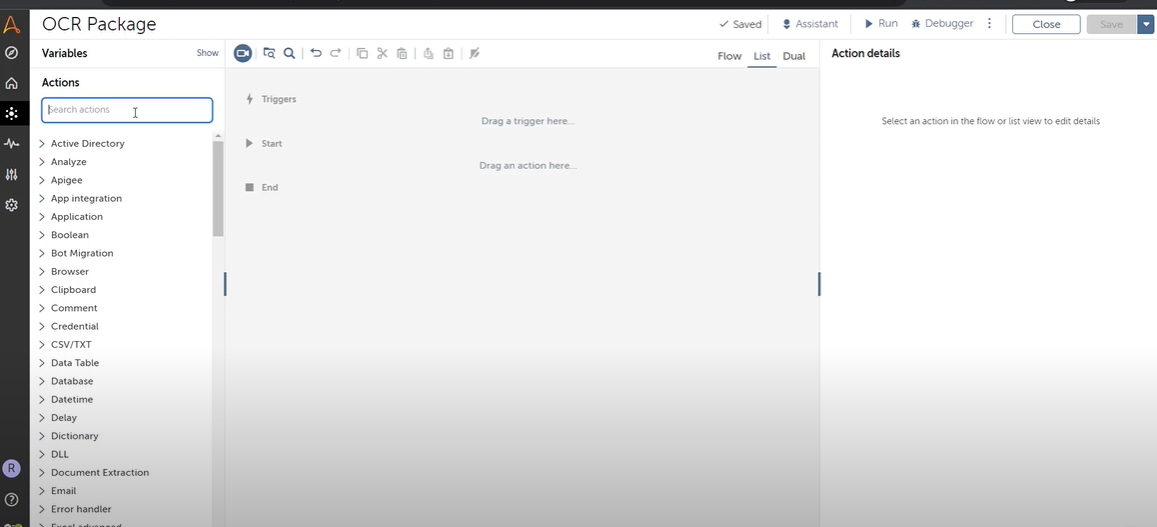 OCR Package
Saved
Assistant
Run
Debugger
Close
Save
Variables
Show
Flow
List
Dual
Action details
Actions
Search actions
Triggers
Drag a trigger here...
Select an action in the flow or list view to edit details
Start
Drag an action here...
End
Active Directory
Analyze
Apigee
App integration
Application
Boolean
Bot Migration
Browser
Clipboard
Comment
Credential
CSV/TXT
Data Table
Database
Datetime
Delay
Dictionary
DLL
Document Extraction
Email
Error handler
Excel advanced
R